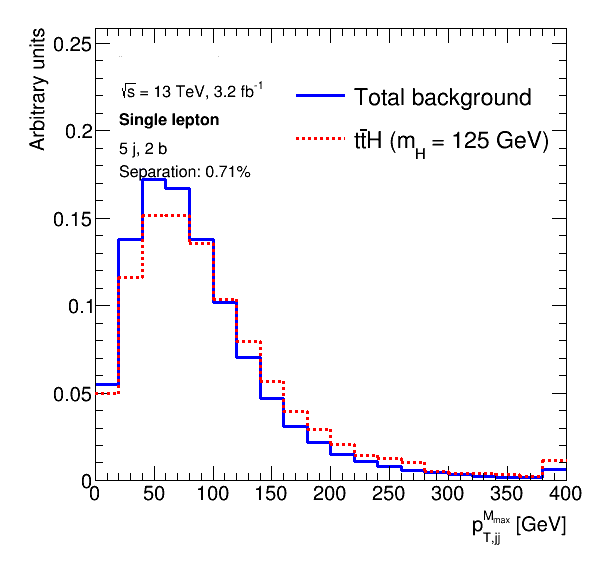 Arbitrary units
0.25
0.2
0.15
0.1
0.05
0
√s = 13 TeV, 3.2 fb⁻¹
Single lepton
5 j, 2 b
Separation: 0.71%
Total background
tt̄H (m_H = 125 GeV)
0 50 100 150 200 250 300 350 400
p_{T,jj}^{M_max} [GeV]